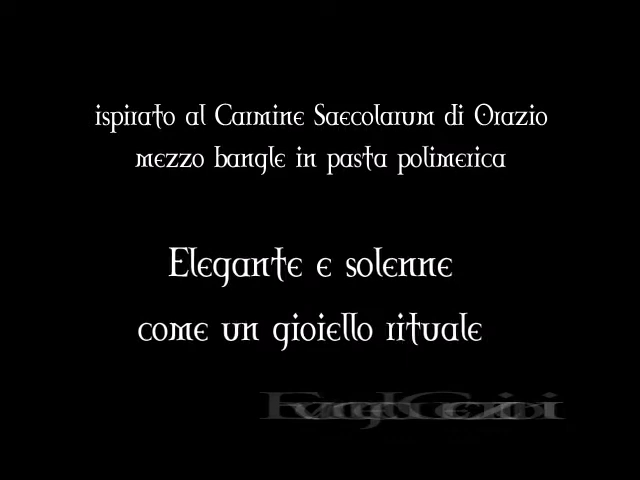 ispirato al Carmine Saecolarum di Orazio
mezzo bangle in pasta polimerica
Elegante e solenne
come un gioiello rituale